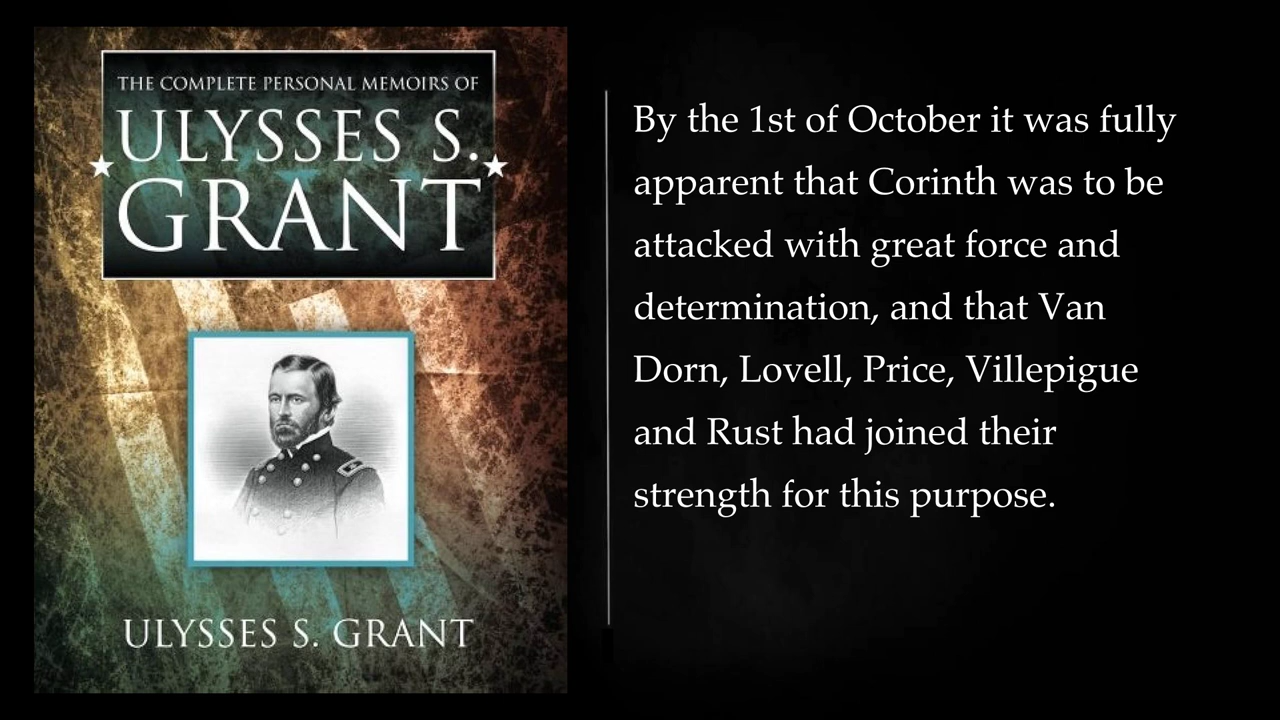 THE COMPLETE PERSONAL MEMOIRS OF
ULYSSES S.
GRANT
ULYSSES S. GRANT
By the 1st of October it was fully
apparent that Corinth was to be
attacked with great force and
determination, and that Van
Dorn, Lovell, Price, Villepigue
and Rust had joined their
strength for this purpose.